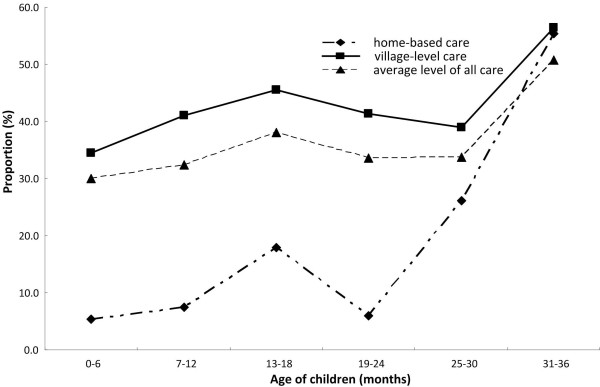 60.0
50.0
40.0
30.0
20.0
10.0
0.0
Proportion (%)
home-based care
village-level care
average level of all care
0-6 7-12 13-18 19-24 25-30 31-36
Age of children (months)